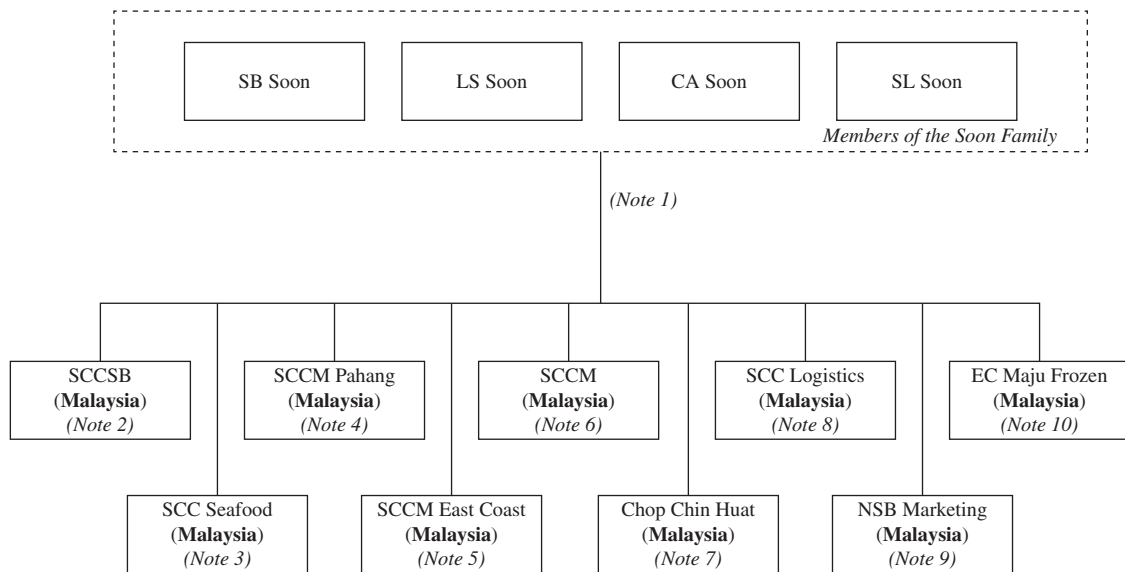 SB Soon
LS Soon
CA Soon
SL Soon
Members of the Soon Family
(Note 1)
SCCSB
(Malaysia)
(Note 2)
SCCM Pahang
(Malaysia)
(Note 4)
SCCM
(Malaysia)
(Note 6)
SCC Logistics
(Malaysia)
(Note 8)
EC Maju Frozen
(Malaysia)
(Note 10)
SCC Seafood
(Malaysia)
(Note 3)
SCCM East Coast
(Malaysia)
(Note 5)
Chop Chin Huat
(Malaysia)
(Note 7)
NSB Marketing
(Malaysia)
(Note 9)